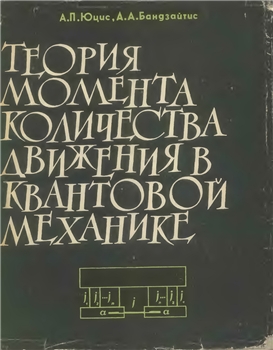 А.П.Юцис, А.А.Бандзайтис
ТЕОРИЯ
МОМЕНТА
КОЛИЧЕСТВА
ДВИЖЕНИЯ В
КВАНТОВОЙ
МЕХАНИКЕ
j
a a